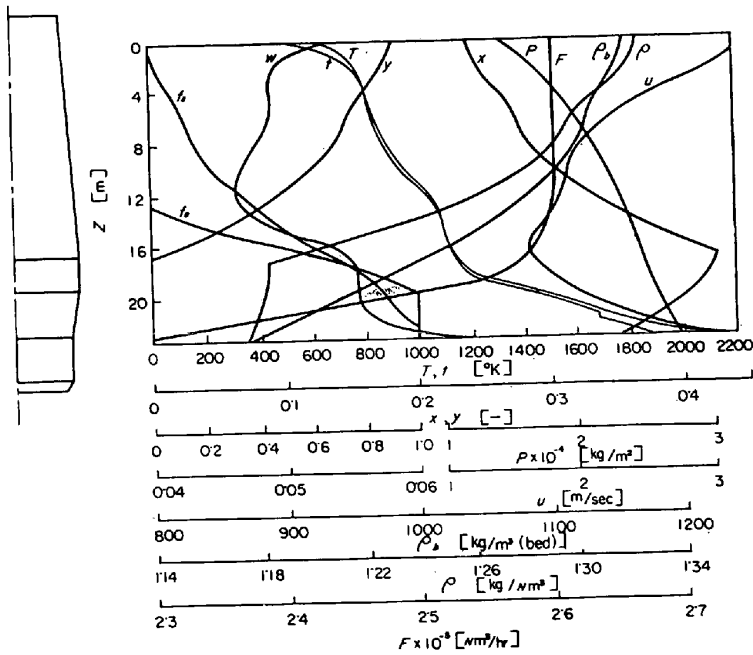 0
4
8
12
16
20
Z [m]
w
t
T
y
x
P
F
ρb
ρ
u
fs
fs
0 200 400 600 800 1000 1200 1400 1600 1800 2000 2200
T, t [°K]
0 0·1 0·2 0·3 0·4
x, y [–]
0 0·2 0·4 0·6 0·8 1·0 1 2 3
P×10⁻⁴ [kg/m²]
0·04 0·05 0·06 1 2 3
u [m/sec]
800 900 1000 1100 1200
ρb [kg/m³ (bed)]
1·14 1·18 1·22 1·26 1·30 1·34
ρ [kg/Nm³]
2·3 2·4 2·5 2·6 2·7
F×10⁻⁵ [Nm³/hr]